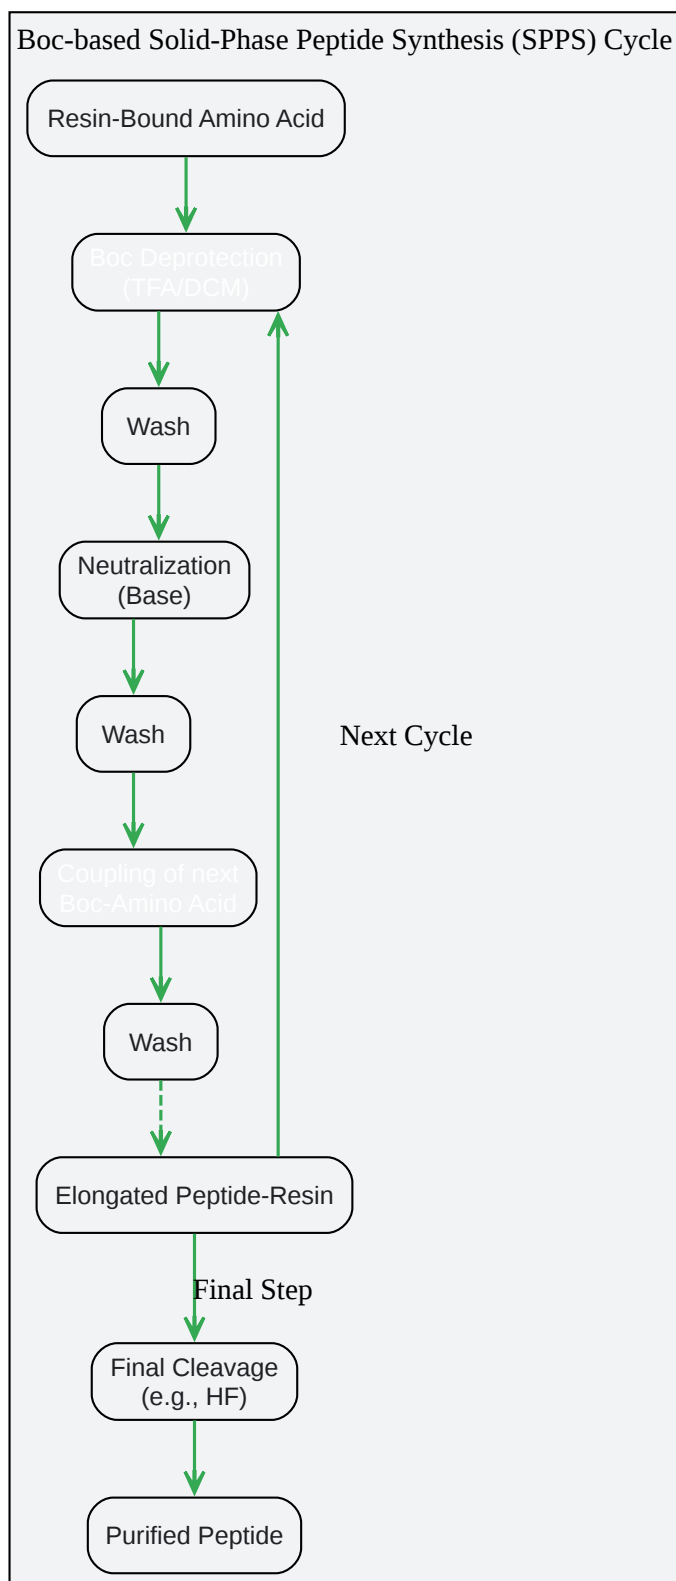 Boc-based Solid-Phase Peptide Synthesis (SPPS) Cycle
Resin-Bound Amino Acid
Boc Deprotection
(TFA/DCM)
Wash
Neutralization
(Base)
Wash
Next Cycle
Coupling of next
Boc-Amino Acid
Wash
Elongated Peptide-Resin
Final Step
Final Cleavage
(e.g., HF)
Purified Peptide